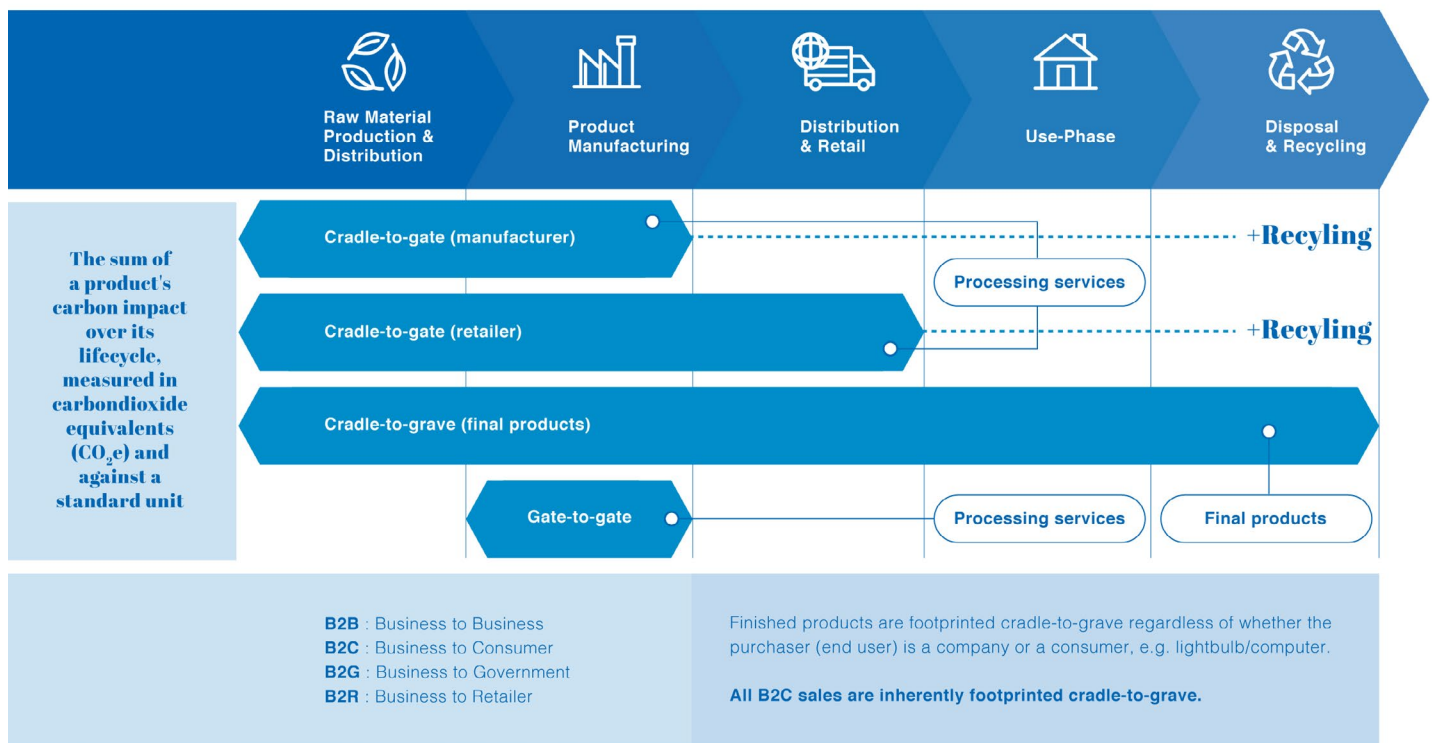 Raw Material
Production &
Distribution
Product
Manufacturing
Distribution
& Retail
Use-Phase
Disposal
& Recycling
The sum of
a product's
carbon impact
over its
lifecycle,
measured in
carbondioxide
equivalents
(CO₂e) and
against a
standard unit
Cradle-to-gate (manufacturer)
+Recyling
Processing services
Cradle-to-gate (retailer)
+Recyling
Cradle-to-grave (final products)
Gate-to-gate
Processing services
Final products
B2B : Business to Business
B2C : Business to Consumer
B2G : Business to Government
B2R : Business to Retailer
Finished products are footprinted cradle-to-grave regardless of whether the
purchaser (end user) is a company or a consumer, e.g. lightbulb/computer.
All B2C sales are inherently footprinted cradle-to-grave.